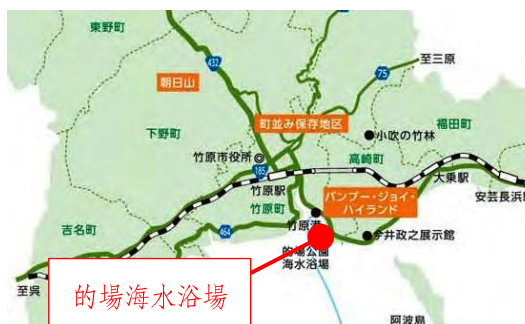 東野町
432
朝日山
75
至三原
福田町
町並み保存地区
小吹の竹林
下野町
竹原市役所
高崎町
185
竹原駅
大乗駅
バンブー・ジョイ・
ハイランド
安芸長浜駅
竹原町
竹原港
吉名町
464
今井政之展示館
的場公園
海水浴場
至呉
的場海水浴場
阿波島